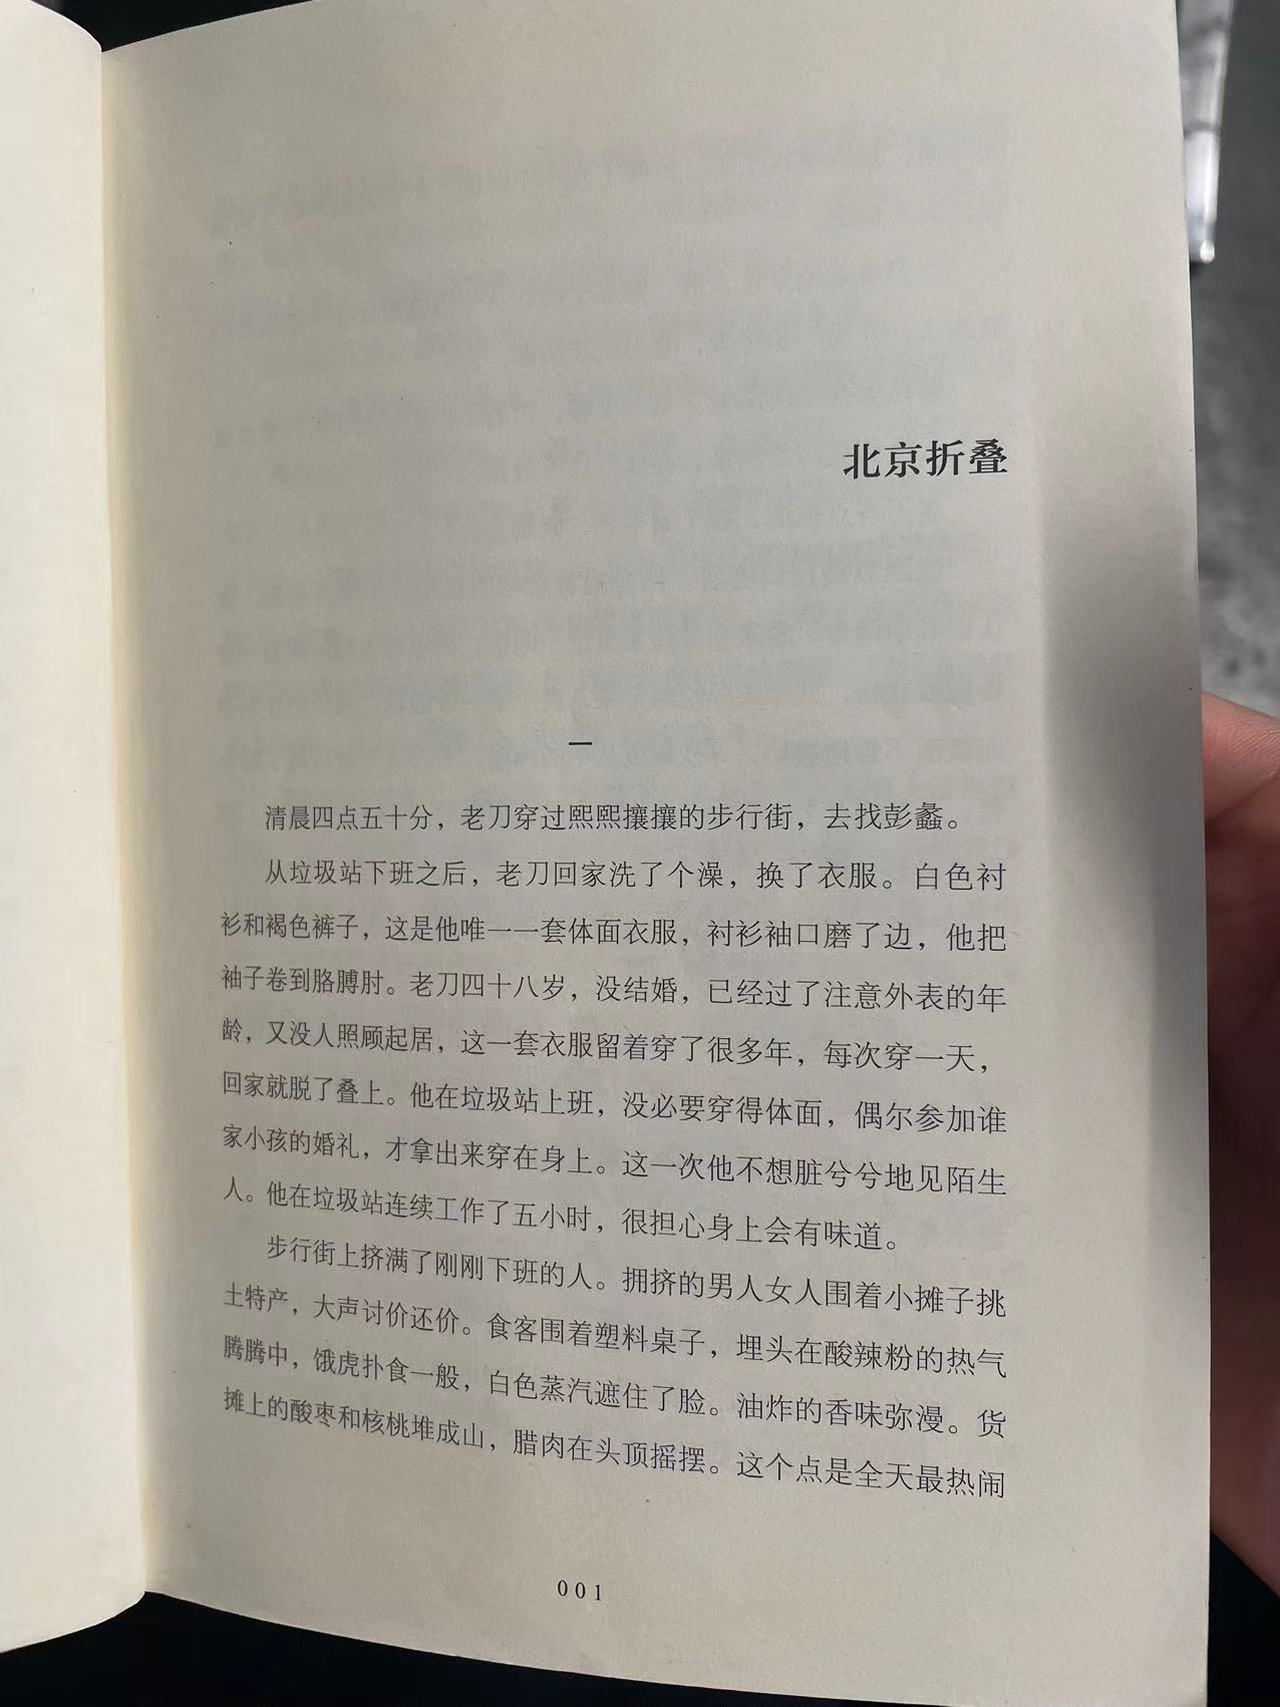 北京折叠
一
清晨四点五十分，老刀穿过熙熙攘攘的步行街，去找彭蠡。
从垃圾站下班之后，老刀回家洗了个澡，换了衣服。白色衬
衫和褐色裤子，这是他唯一一套体面衣服，衬衫袖口磨了边，他把
袖子卷到胳膊肘。老刀四十八岁，没结婚，已经过了注意外表的年
龄，又没人照顾起居，这一套衣服留着穿了很多年，每次穿一天，
回家就脱了叠上。他在垃圾站上班，没必要穿得体面，偶尔参加谁
家小孩的婚礼，才拿出来穿在身上。这一次他不想脏兮兮地见陌生
人。他在垃圾站连续工作了五小时，很担心身上会有味道。
步行街上挤满了刚刚下班的人。拥挤的男人女人围着小摊子挑
土特产，大声讨价还价。食客围着塑料桌子，埋头在酸辣粉的热气
腾腾中，饿虎扑食一般，白色蒸汽遮住了脸。油炸的香味弥漫。货
摊上的酸枣和核桃堆成山，腊肉在头顶摇摆。这个点是全天最热闹
001